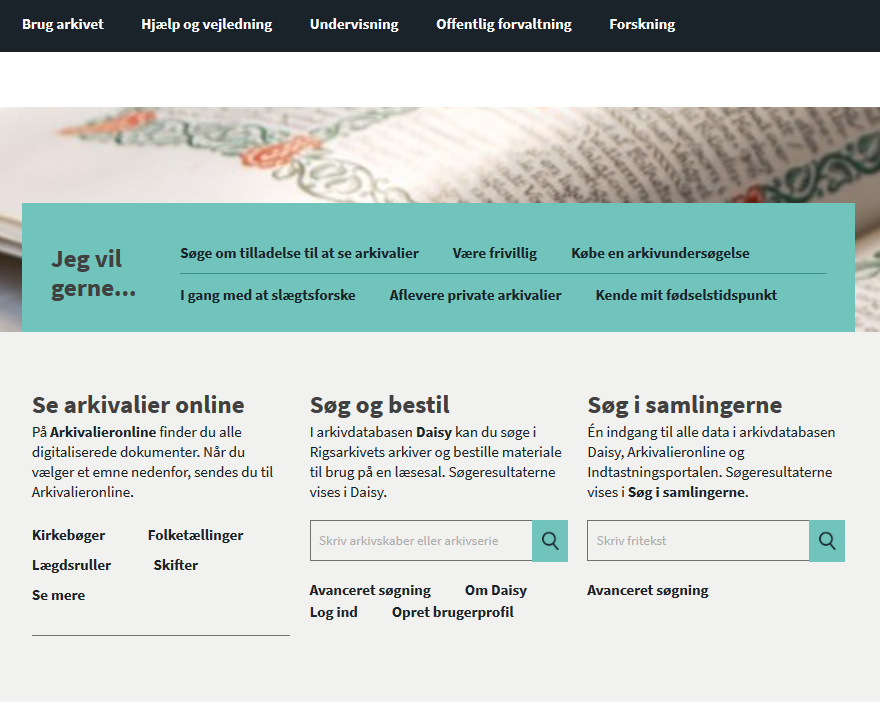 Brug arkivet Hjælp og vejledning Undervisning Offentlig forvaltning Forskning
Jeg vil
gerne...
Søge om tilladelse til at se arkivalier Være frivillig Købe en arkivundersøgelse
I gang med at slægtsforske Aflevere private arkivalier Kende mit fødselstidspunkt
Se arkivalier online
På Arkivalieronline finder du alle
digitaliserede dokumenter. Når du
vælger et emne nedenfor, sendes du til
Arkivalieronline.
Kirkebøger Folketællinger
Lægdsruller Skifter
Se mere
Søg og bestil
I arkivdatabasen Daisy kan du søge i
Rigsarkivets arkiver og bestille materiale
til brug på en læsesal. Søgeresultaterne
vises i Daisy.
Skriv arkivskaber eller arkivserie
Avanceret søgning Om Daisy
Log ind Opret brugerprofil
Søg i samlingerne
Én indgang til alle data i arkivdatabasen
Daisy, Arkivalieronline og
Indtastningsportalen. Søgeresultaterne
vises i Søg i samlingerne.
Skriv fritekst
Avanceret søgning